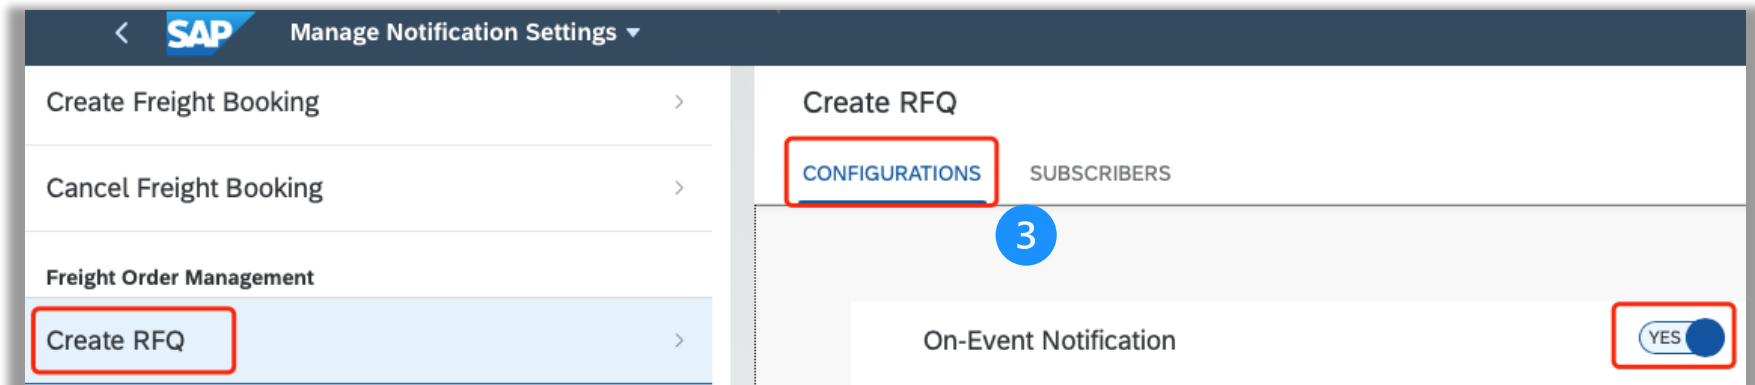 SAP Manage Notification Settings
Create Freight Booking
Cancel Freight Booking
Freight Order Management
Create RFQ
Create RFQ
CONFIGURATIONS SUBSCRIBERS
3
On-Event Notification YES